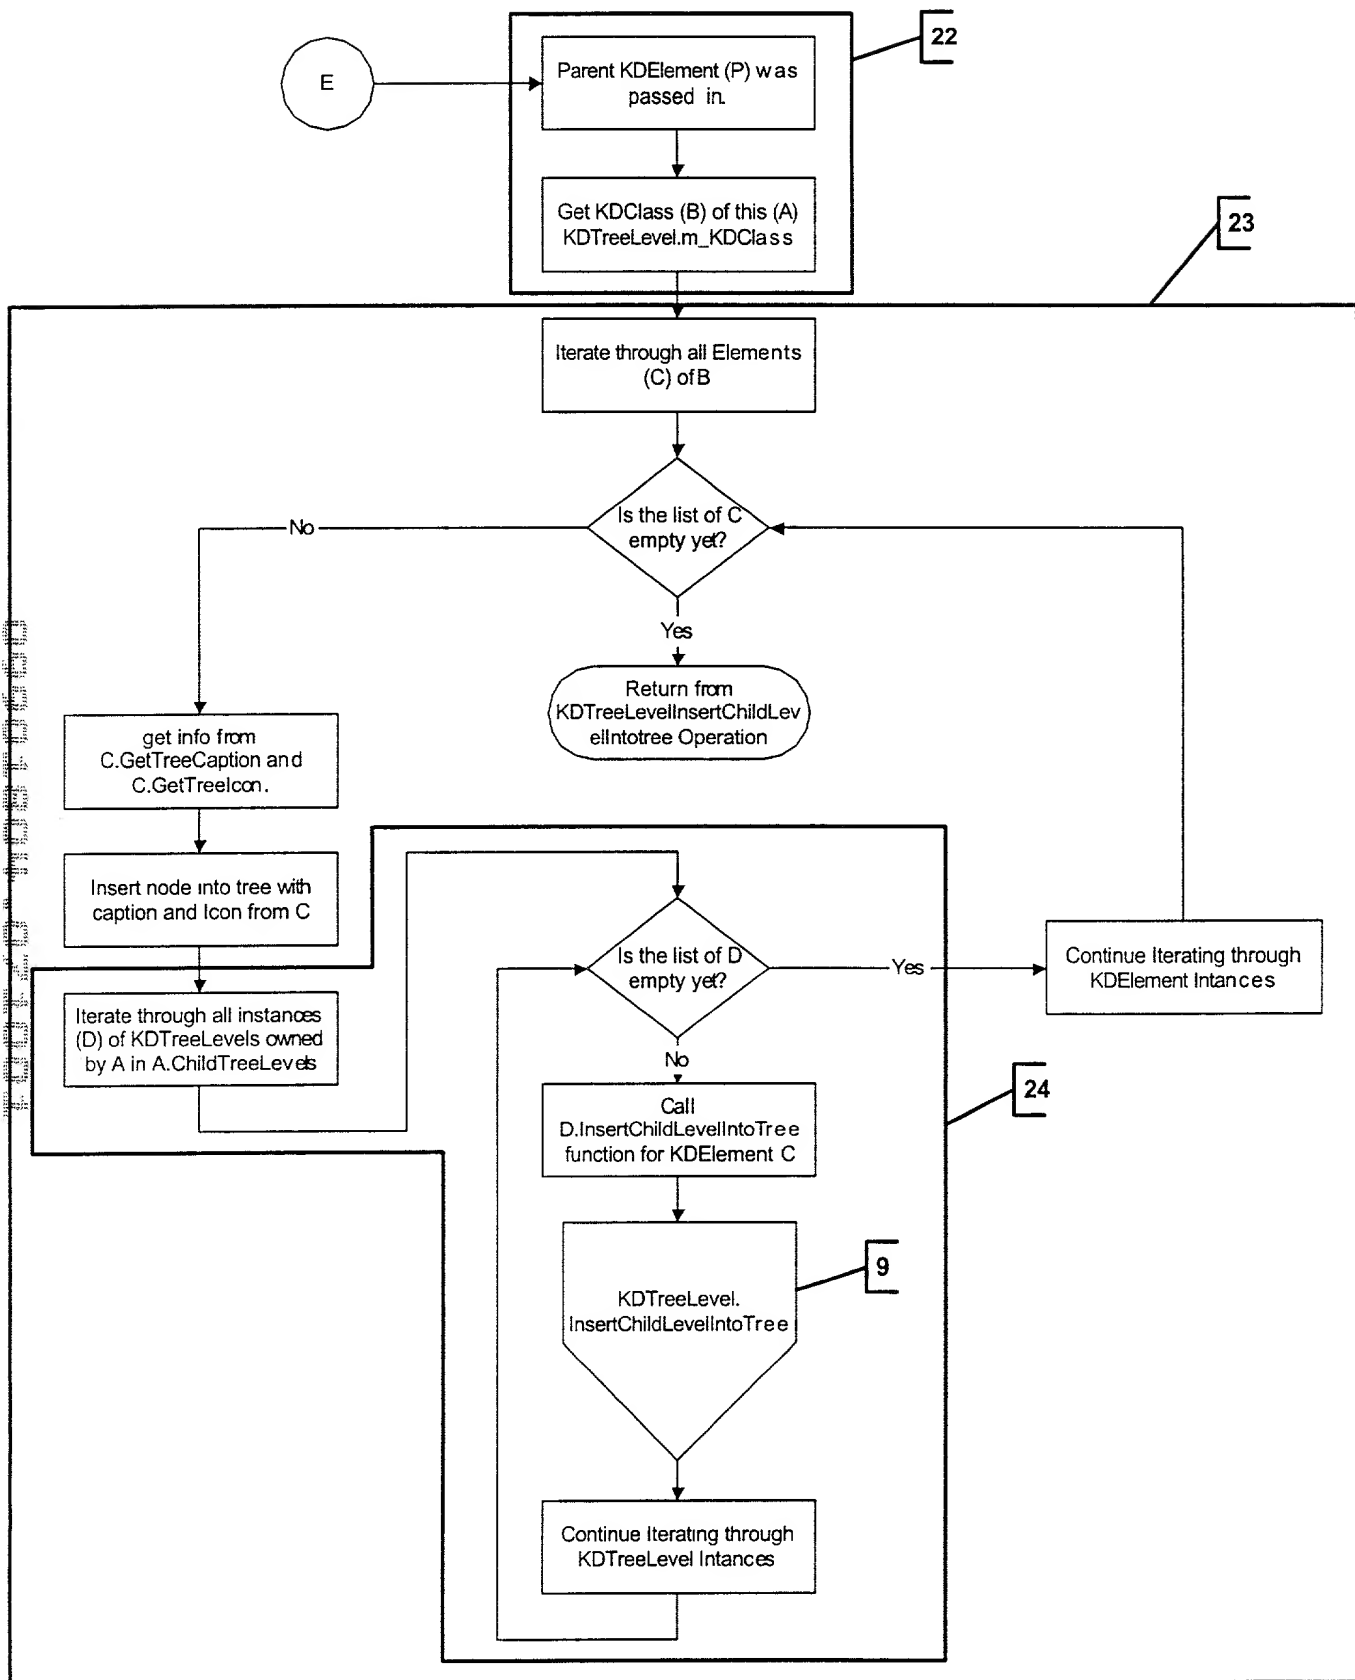 22
E
Parent KDElement (P) was
passed in.
Get KDClass (B) of this (A)
KDTreeLevel.m_KDClass
23
Iterate through all Elements
(C) of B
Is the list of C
empty yet?
No
Yes
Return from
KDTreeLevelInsertChildLev
elIntotree Operation
get info from
C.GetTreeCaption and
C.GetTreeIcon.
Insert node into tree with
caption and Icon from C
Iterate through all instances
(D) of KDTreeLevels owned
by A in A.ChildTreeLevels
Is the list of D
empty yet?
Yes
Continue Iterating through
KDElement Intances
No
24
Call
D.InsertChildLevelIntoTree
function for KDElement C
9
KDTreeLevel.
InsertChildLevelIntoTree
Continue Iterating through
KDTreeLevel Intances